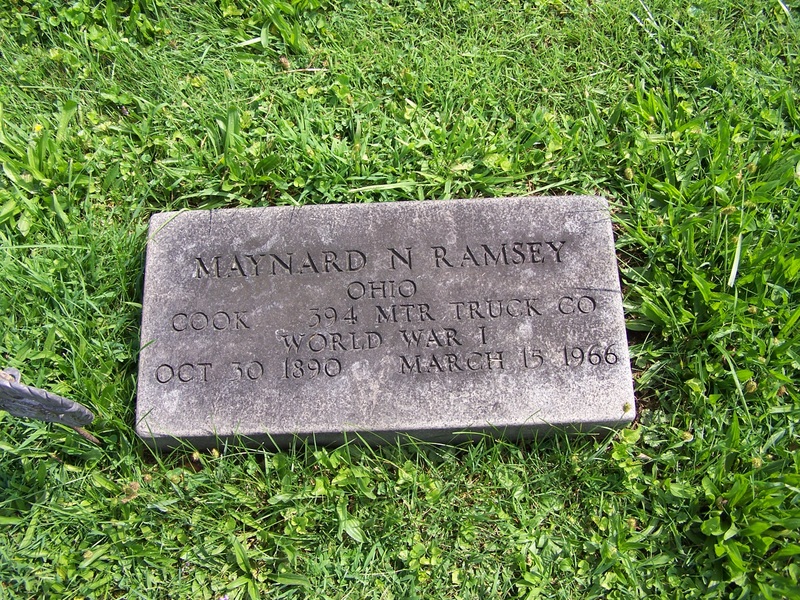 MAYNARD N RAMSEY
OHIO
COOK 394 MTR TRUCK CO
WORLD WAR I
OCT 30 1890 MARCH 15 1966